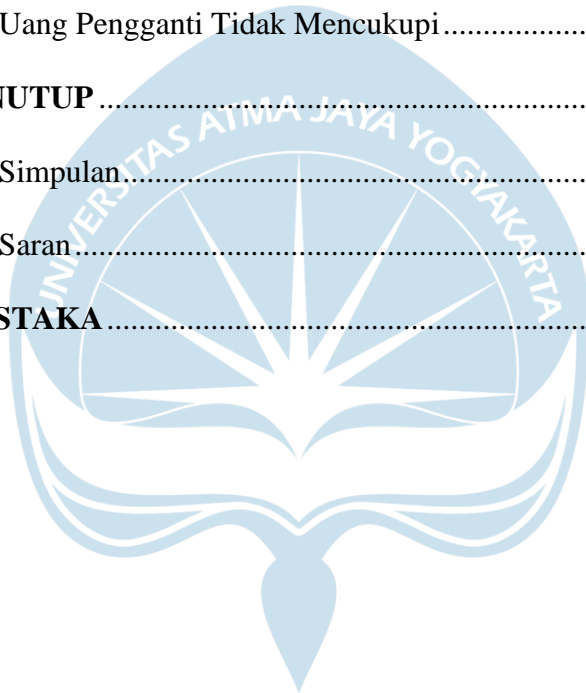 Uang Pengganti Tidak Mencukupi........................
NUTUP ................................................................
Simpulan..............................................................
Saran.....................................................................
STAKA.................................................................
UNIVERSITAS ATMA JAYA YOGYAKARTA